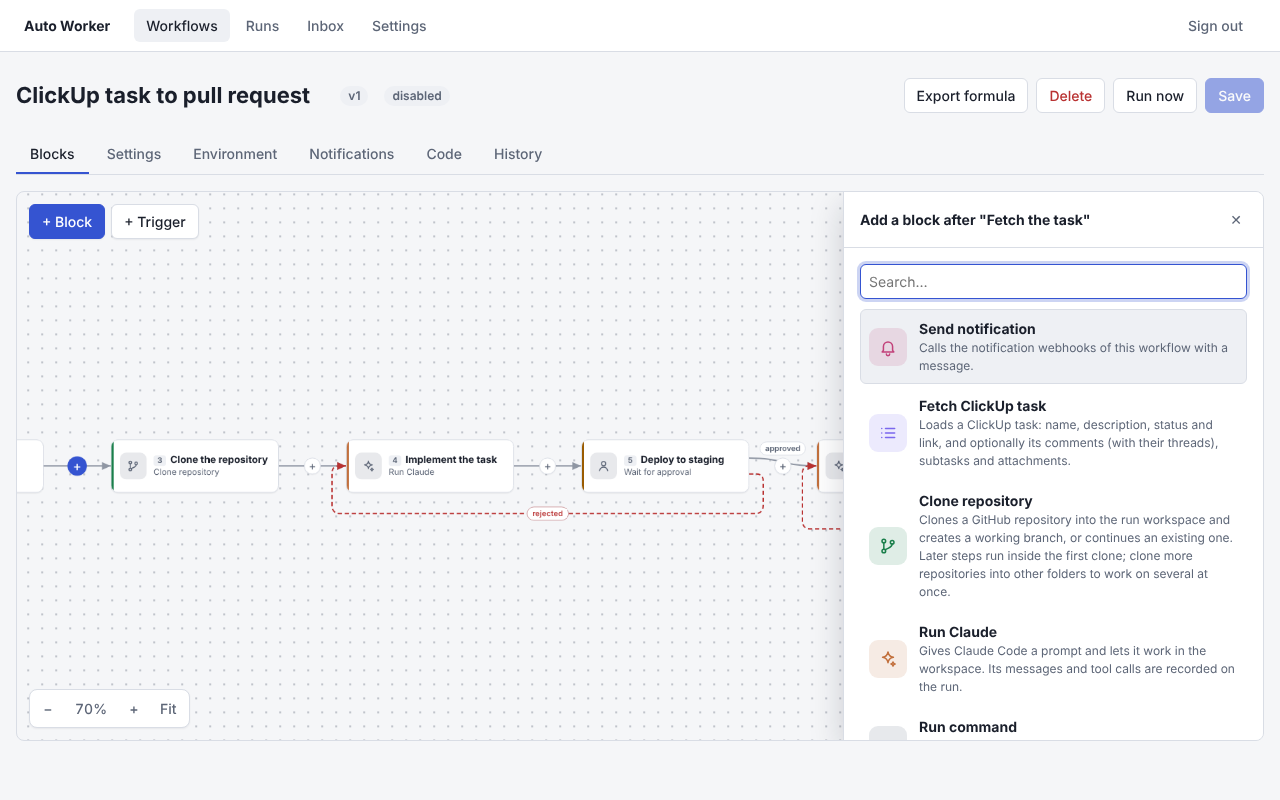 Auto Worker
Workflows
Runs
Inbox
Settings
Sign out
ClickUp task to pull request
v1
disabled
Export formula
Delete
Run now
Save
Blocks
Settings
Environment
Notifications
Code
History
+ Block
+ Trigger
3 Clone the repository
Clone repository
4 Implement the task
Run Claude
5 Deploy to staging
Wait for approval
approved
rejected
− 70% + Fit
Add a block after "Fetch the task"
Search...
Send notification
Calls the notification webhooks of this workflow with a
message.
Fetch ClickUp task
Loads a ClickUp task: name, description, status and
link, and optionally its comments (with their threads),
subtasks and attachments.
Clone repository
Clones a GitHub repository into the run workspace and
creates a working branch, or continues an existing one.
Later steps run inside the first clone; clone more
repositories into other folders to work on several at
once.
Run Claude
Gives Claude Code a prompt and lets it work in the
workspace. Its messages and tool calls are recorded on
the run.
Run command